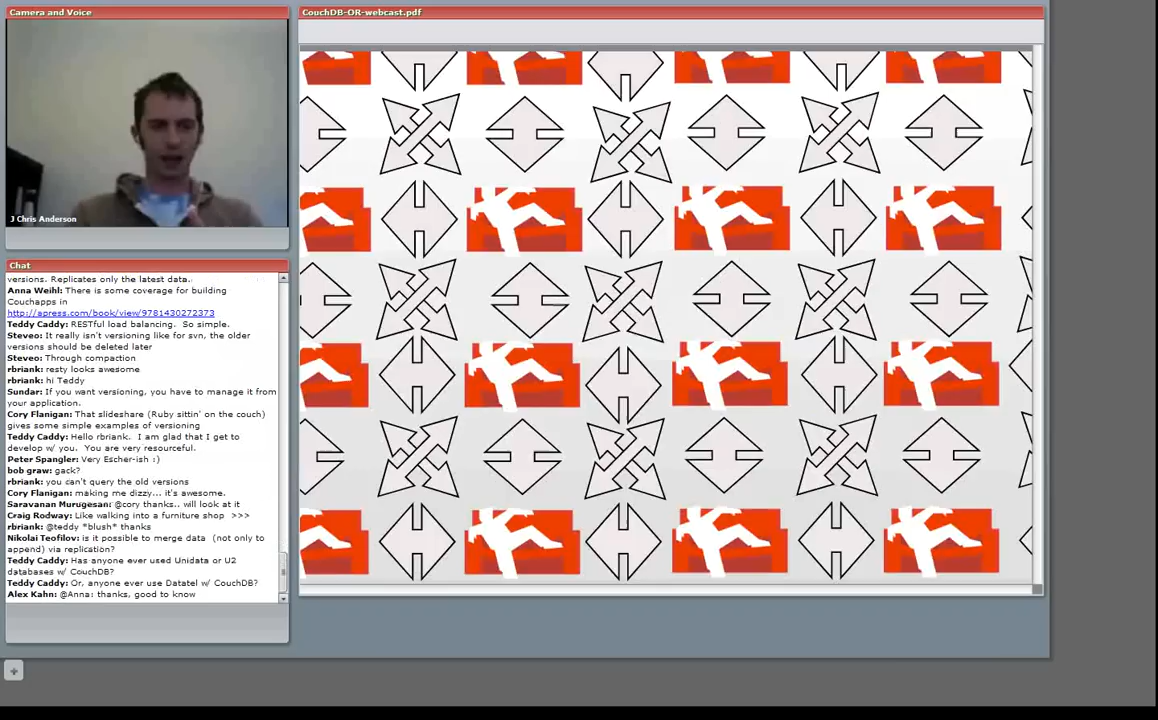 Camera and Voice
CouchDB-OR-webcast.pdf
J Chris Anderson
Chat
versions. Replicates only the latest data.
Anna Weihl: There is some coverage for building
Couchapps in
http://apress.com/book/view/9781430272373
Teddy Caddy: RESTful load balancing. So simple.
Steveo: It really isn't versioning like for svn, the older
versions should be deleted later
Steveo: Through compaction
rbriank: resty looks awesome
rbriank: hi Teddy
Sundar: If you want versioning, you have to manage it from
your application.
Cory Flanigan: That slideshare (Ruby sittin' on the couch)
gives some simple examples of versioning
Teddy Caddy: Hello rbriank. I am glad that I get to
develop w/ you. You are very resourceful.
Peter Spangler: Very Escher-ish :)
bob graw: gack?
rbriank: you can't query the old versions
Cory Flanigan: making me dizzy... it's awesome.
Saravanan Murugesan: @cory thanks.. will look at it
Craig Rodway: Like walking into a furniture shop >>>
rbriank: @teddy *blush* thanks
Nikolai Teofilov: is it possible to merge data (not only to
append) via replication?
Teddy Caddy: Has anyone ever used Unidata or U2
databases w/ CouchDB?
Teddy Caddy: Or, anyone ever use Datatel w/ CouchDB?
Alex Kahn: @Anna: thanks, good to know